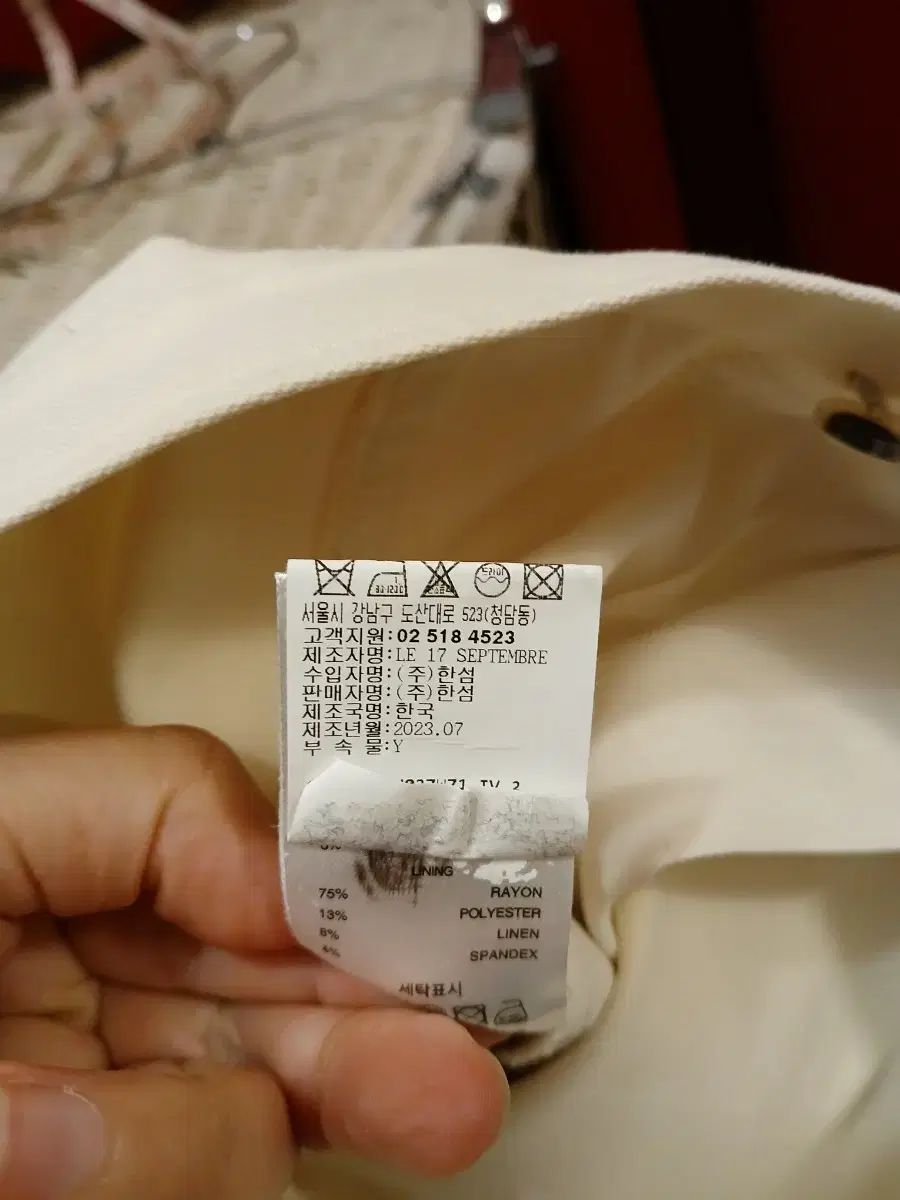 드라이
서울시 강남구 도산대로 523(청담동)
고객지원:02 518 4523
제조자명:LE 17 SEPTEMBRE
수입자명:(주)한섬
판매자명:(주)한섬
제조국명:한국
제조년월:2023.07
부 속 물:Y
LINING
75% RAYON
13% POLYESTER
8% LINEN
4% SPANDEX
세탁표시